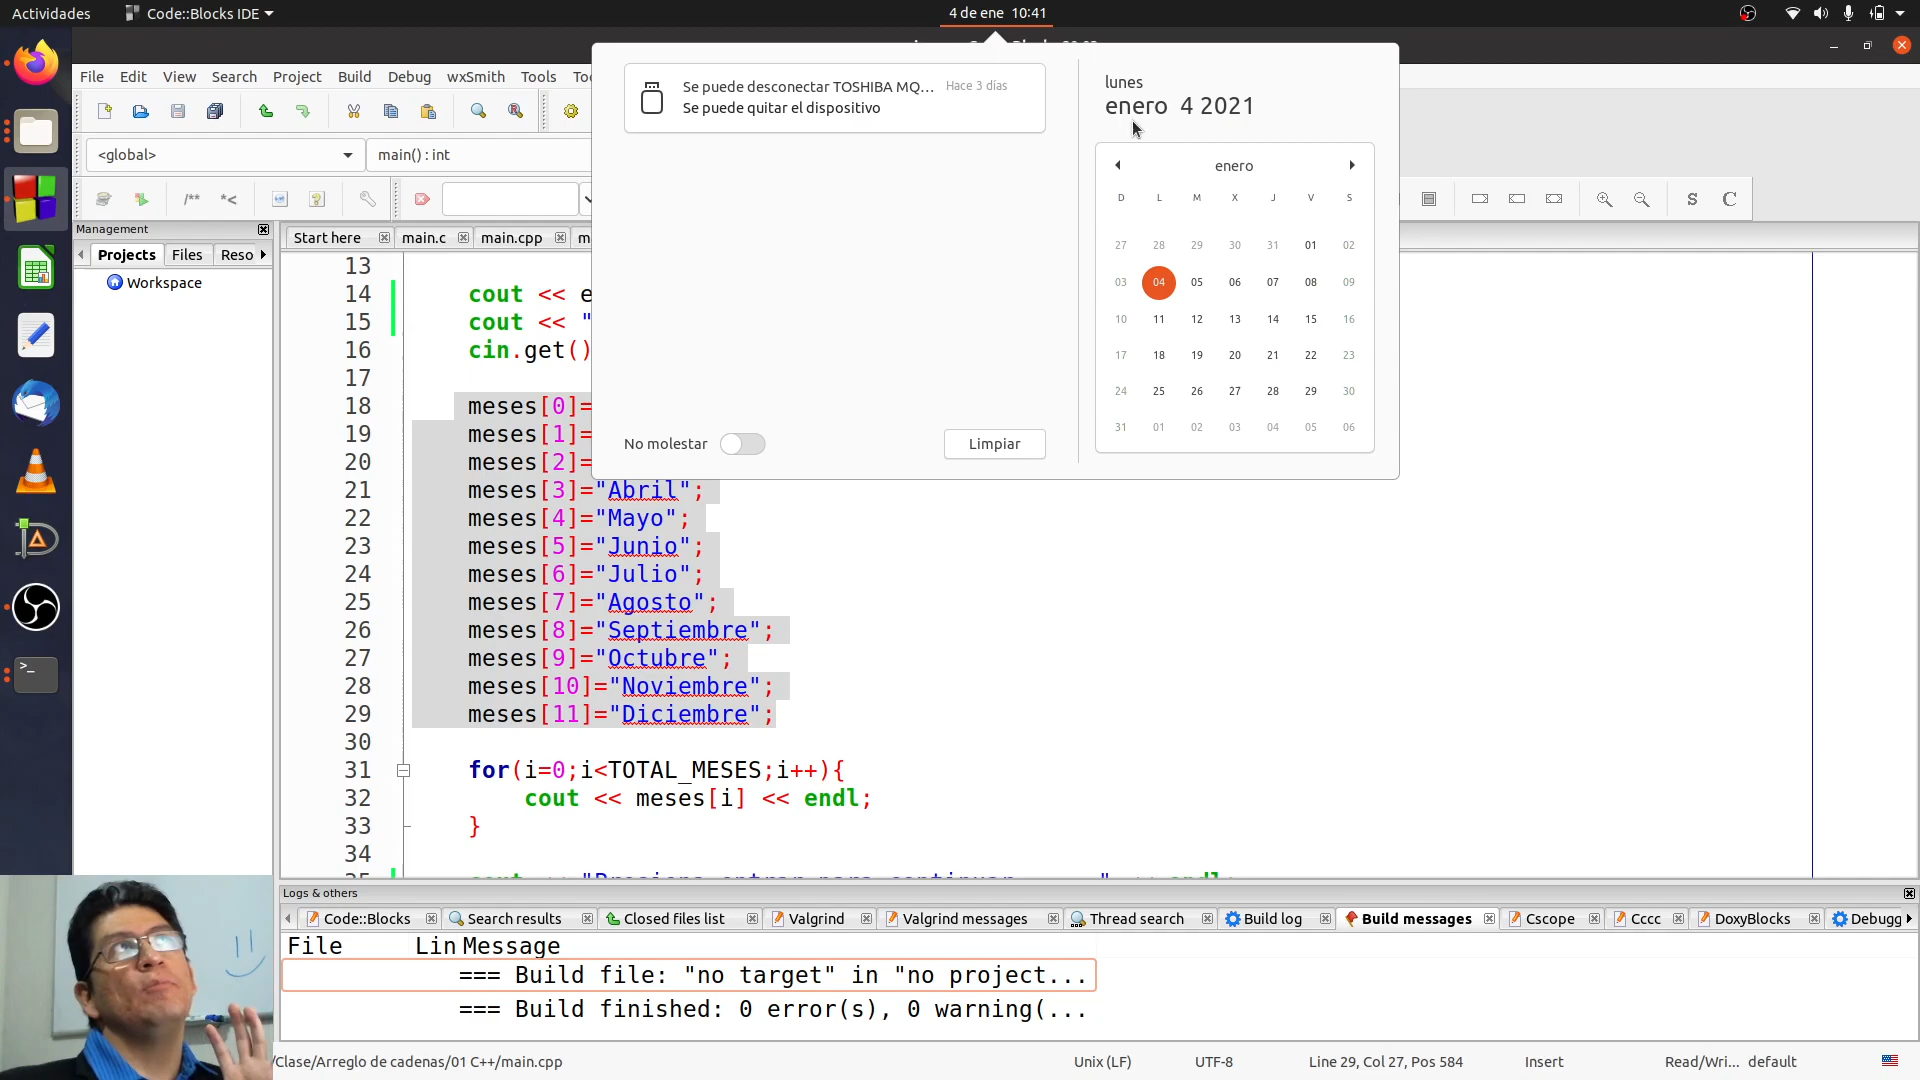 Actividades
Code::Blocks IDE
4 de ene 10:41
File Edit View Search Project Build Debug wxSmith Tools
<global>
main() : int
/** *<
S C
Management
Projects Files Reso
Workspace
Start here main.c main.cpp
13
14 cout <<
15 cout << "
16 cin.get()
17
18 meses[0]=
19 meses[1]=
20 meses[2]=
21 meses[3]="Abril";
22 meses[4]="Mayo";
23 meses[5]="Junio";
24 meses[6]="Julio";
25 meses[7]="Agosto";
26 meses[8]="Septiembre";
27 meses[9]="Octubre";
28 meses[10]="Noviembre";
29 meses[11]="Diciembre";
30
31 for(i=0;i<TOTAL_MESES;i++){
32 cout << meses[i] << endl;
33 }
34
Se puede desconectar TOSHIBA MQ... Hace 3 días
Se puede quitar el dispositivo
No molestar
Limpiar
lunes
enero 4 2021
enero
D L M X J V S
27 28 29 30 31 01 02
03 04 05 06 07 08 09
10 11 12 13 14 15 16
17 18 19 20 21 22 23
24 25 26 27 28 29 30
31 01 02 03 04 05 06
Logs & others
Code::Blocks Search results Closed files list Valgrind Valgrind messages Thread search Build log Build messages Cscope Cccc DoxyBlocks Debugg
File Lin Message
=== Build file: "no target" in "no project...
=== Build finished: 0 error(s), 0 warning(...
/Clase/Arreglo de cadenas/01 C++/main.cpp
Unix (LF)
UTF-8
Line 29, Col 27, Pos 584
Insert
Read/Wri... default